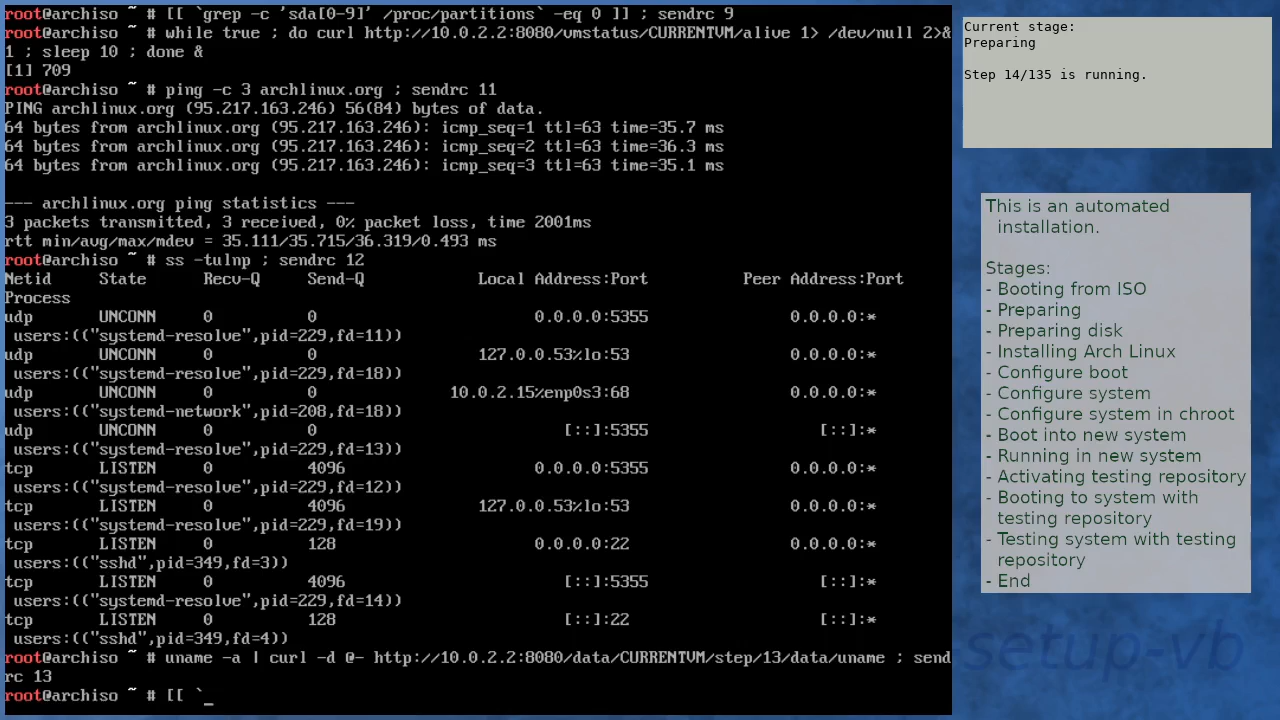 root@archiso ~ # [[ `grep -c 'sda[0-9]' /proc/partitions` -eq 0 ]] ; sendrc 9
root@archiso ~ # while true ; do curl http://10.0.2.2:8080/vmstatus/CURRENTVM/alive 1> /dev/null 2>&
1 ; sleep 10 ; done &
[1] 709
root@archiso ~ # ping -c 3 archlinux.org ; sendrc 11
PING archlinux.org (95.217.163.246) 56(84) bytes of data.
64 bytes from archlinux.org (95.217.163.246): icmp_seq=1 ttl=63 time=35.7 ms
64 bytes from archlinux.org (95.217.163.246): icmp_seq=2 ttl=63 time=36.3 ms
64 bytes from archlinux.org (95.217.163.246): icmp_seq=3 ttl=63 time=35.1 ms
--- archlinux.org ping statistics ---
3 packets transmitted, 3 received, 0% packet loss, time 2001ms
rtt min/avg/max/mdev = 35.111/35.715/36.319/0.493 ms
root@archiso ~ # ss -tulnp ; sendrc 12
Netid State Recv-Q Send-Q Local Address:Port Peer Address:Port
Process
udp UNCONN 0 0 0.0.0.0:5355 0.0.0.0:*
users:(("systemd-resolve",pid=229,fd=11))
udp UNCONN 0 0 127.0.0.53%lo:53 0.0.0.0:*
users:(("systemd-resolve",pid=229,fd=18))
udp UNCONN 0 0 10.0.2.15%enp0s3:68 0.0.0.0:*
users:(("systemd-network",pid=208,fd=18))
udp UNCONN 0 0 [::]:5355 [::]:*
users:(("systemd-resolve",pid=229,fd=13))
tcp LISTEN 0 4096 0.0.0.0:5355 0.0.0.0:*
users:(("systemd-resolve",pid=229,fd=12))
tcp LISTEN 0 4096 127.0.0.53%lo:53 0.0.0.0:*
users:(("systemd-resolve",pid=229,fd=19))
tcp LISTEN 0 128 0.0.0.0:22 0.0.0.0:*
users:(("sshd",pid=349,fd=3))
tcp LISTEN 0 4096 [::]:5355 [::]:*
users:(("systemd-resolve",pid=229,fd=14))
tcp LISTEN 0 128 [::]:22 [::]:*
users:(("sshd",pid=349,fd=4))
root@archiso ~ # uname -a | curl -d @- http://10.0.2.2:8080/data/CURRENTVM/step/13/data/uname ; send
rc 13
root@archiso ~ # [[ `_
Current stage:
Preparing
Step 14/135 is running.
This is an automated
installation.
Stages:
- Booting from ISO
- Preparing
- Preparing disk
- Installing Arch Linux
- Configure boot
- Configure system
- Configure system in chroot
- Boot into new system
- Running in new system
- Activating testing repository
- Booting to system with
testing repository
- Testing system with testing
repository
- End
setup-vb